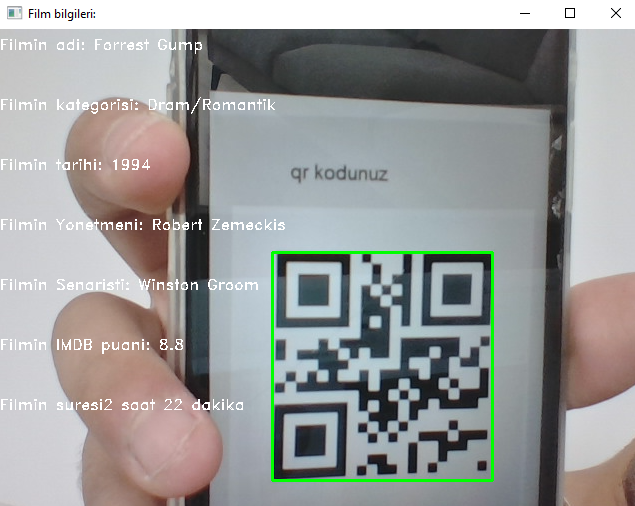 Film bilgileri:
Filmin adi: Forrest Gump
Filmin kategorisi: Dram/Romantik
Filmin tarihi: 1994
qr kodunuz
Filmin Yonetmeni: Robert Zemeckis
Filmin Senaristi: Winston Groom
Filmin IMDB puani: 8.8
Filmin suresi2 saat 22 dakika